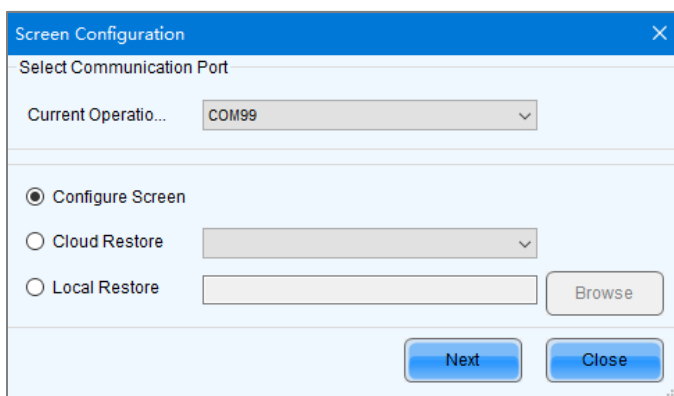 Screen Configuration
Select Communication Port
Current Operatio... COM99
Configure Screen
Cloud Restore
Local Restore Browse
Next Close